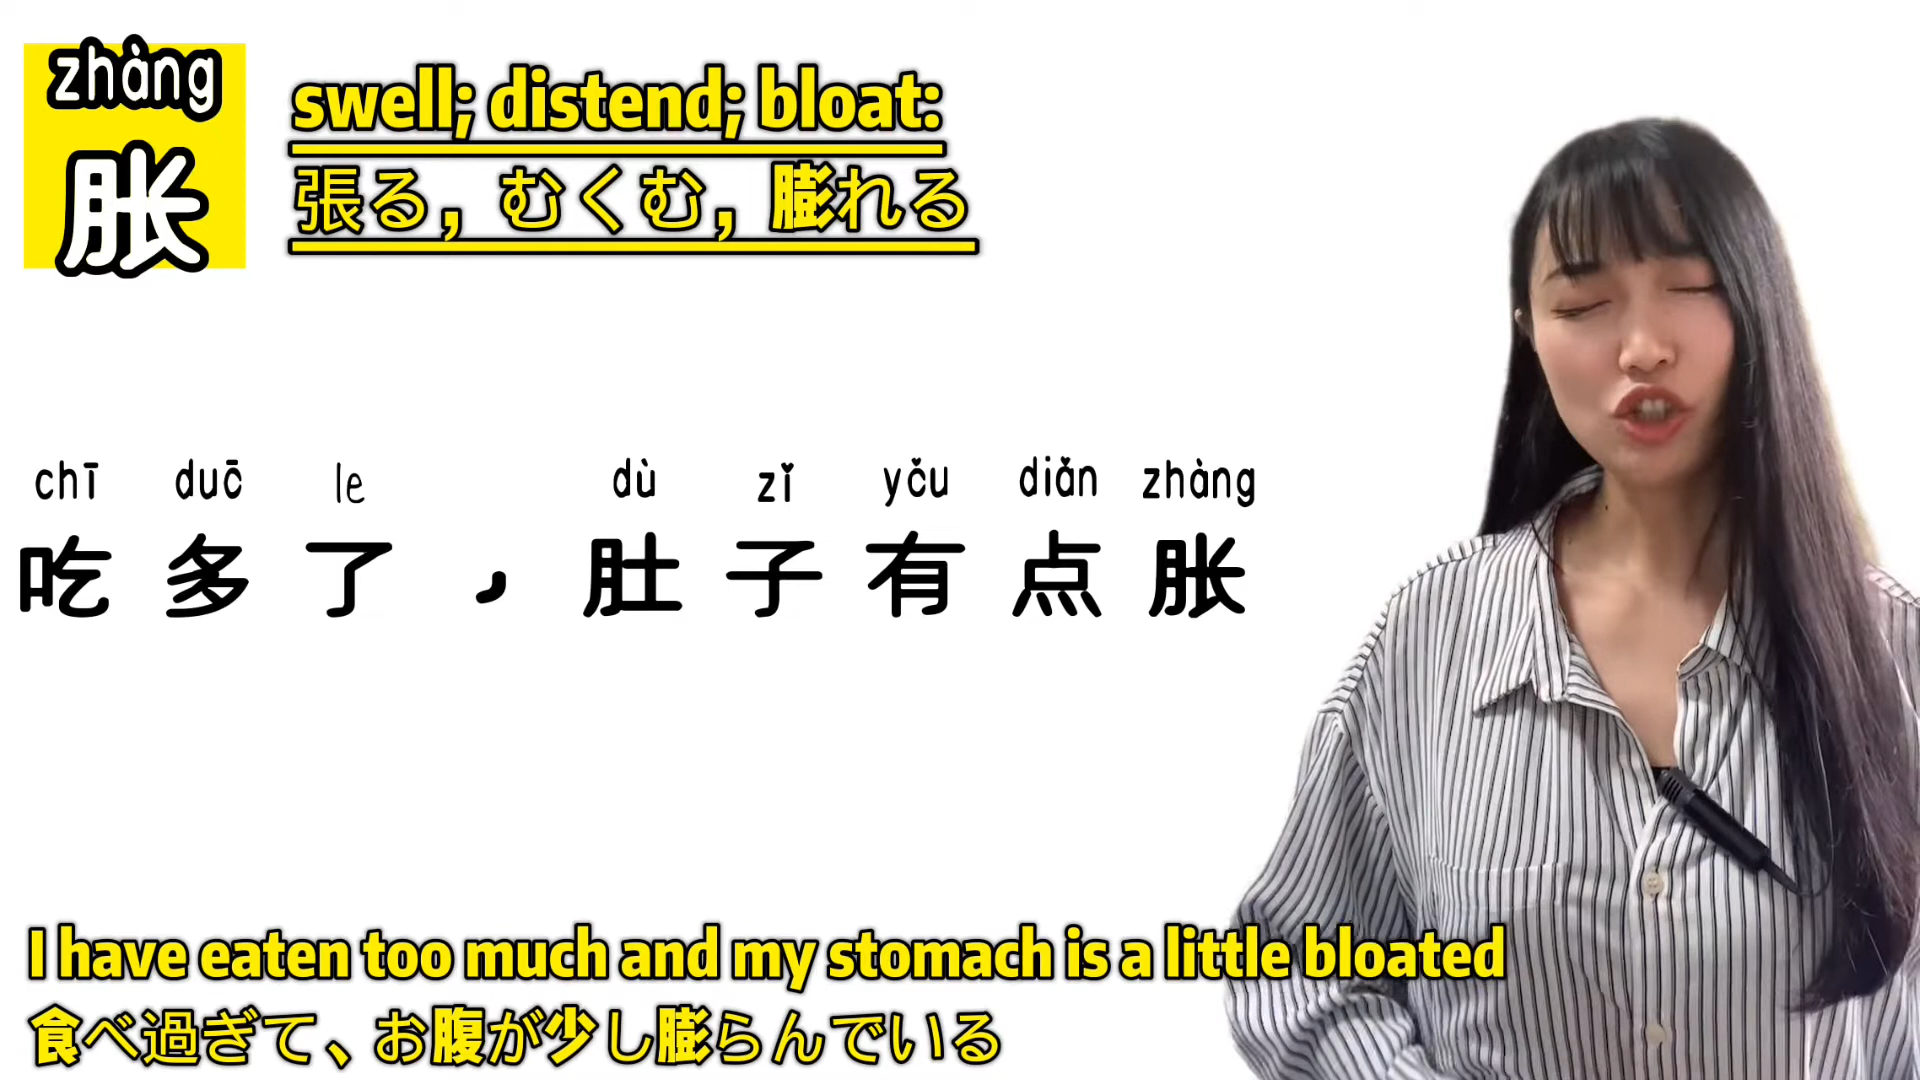 zhàng
胀
swell; distend; bloat:
張る，むくむ，膨れる
chī duō le dù zǐ yǒu diǎn zhàng
吃多了，肚子有点胀
I have eaten too much and my stomach is a little bloated
食べ過ぎて、お腹が少し膨らんでいる